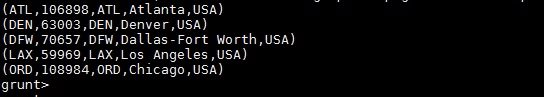 (ATL,106898,ATL,Atlanta,USA)
(DEN,63003,DEN,Denver,USA)
(DFW,70657,DFW,Dallas-Fort Worth,USA)
(LAX,59969,LAX,Los Angeles,USA)
(ORD,108984,ORD,Chicago,USA)
grunt>